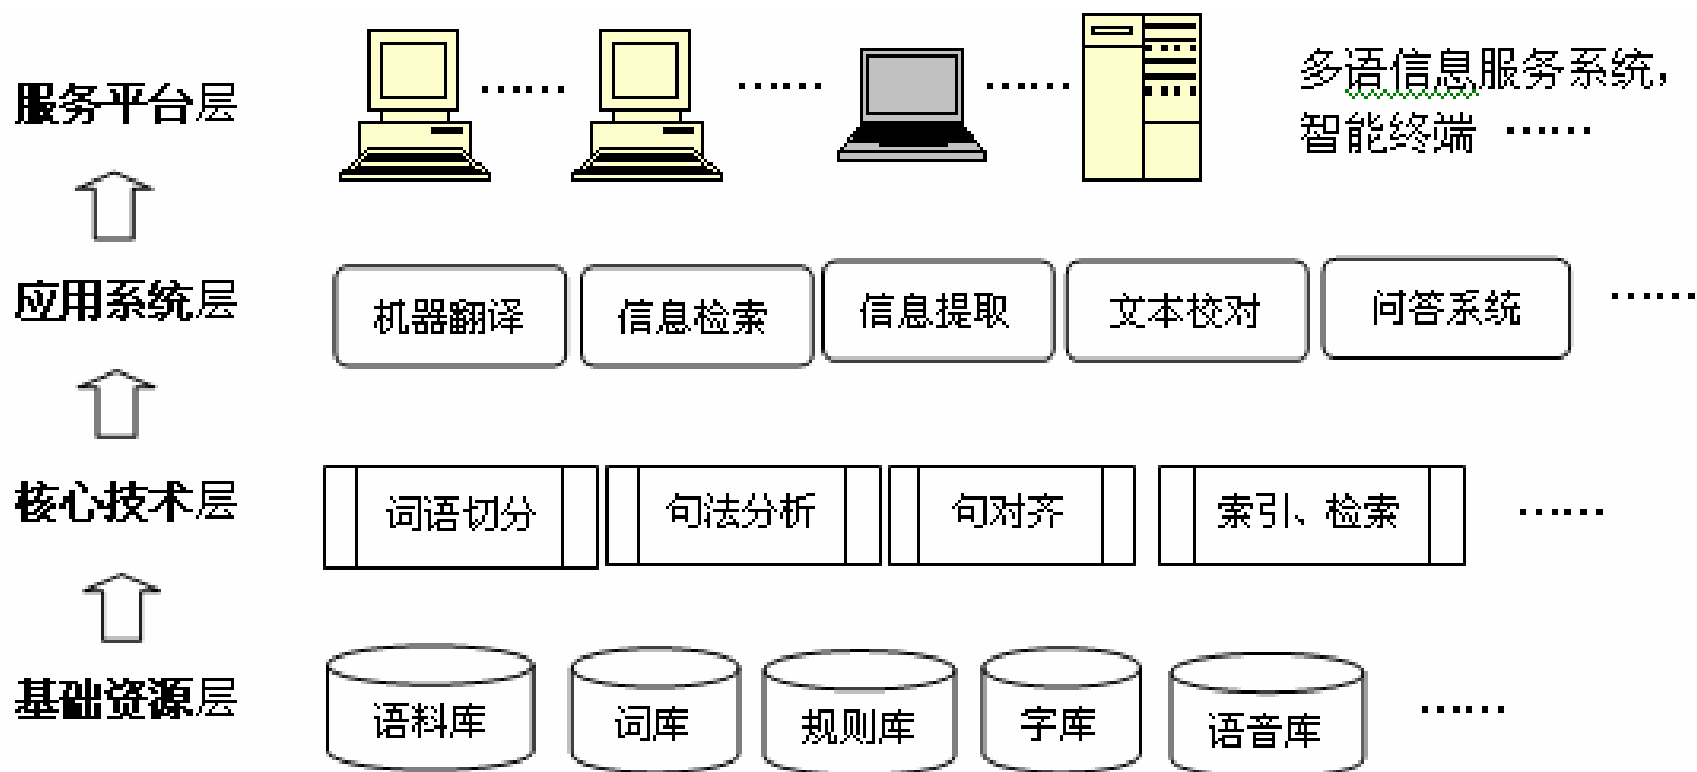 服务平台层
…… …… ……
多语信息服务系统，
智能终端 ……
应用系统层
机器翻译 信息检索 信息提取 文本校对 问答系统 ……
核心技术层
词语切分 句法分析 句对齐 索引、检索 ……
基础资源层
语料库 词库 规则库 字库 语音库 ……